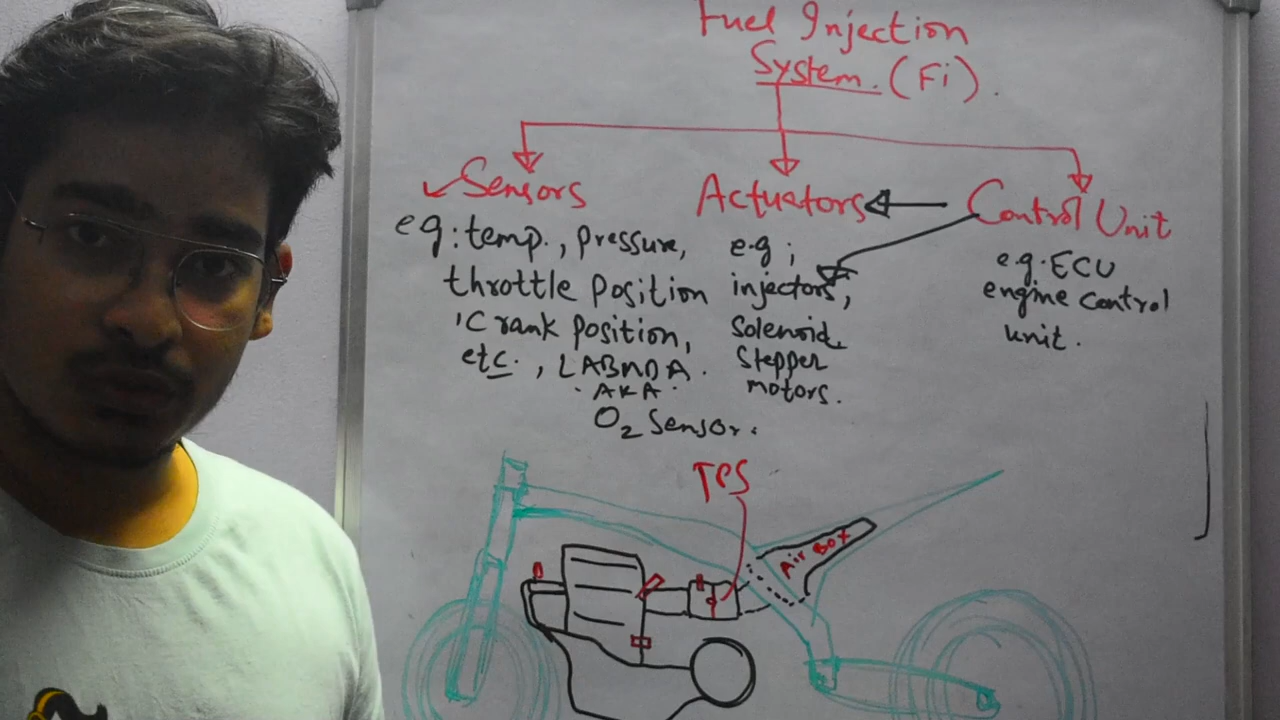 Fuel Injection
System. (Fi).
Sensors
e.g: temp., Pressure,
throttle Position
Crank Position,
etc., LABNDA.
AKA
O2 Sensor.
Actuators
e.g;
injectors,
Solenoid,
Stepper
motors.
Control Unit
e.g. ECU
engine control
unit.
TPS
Air Box